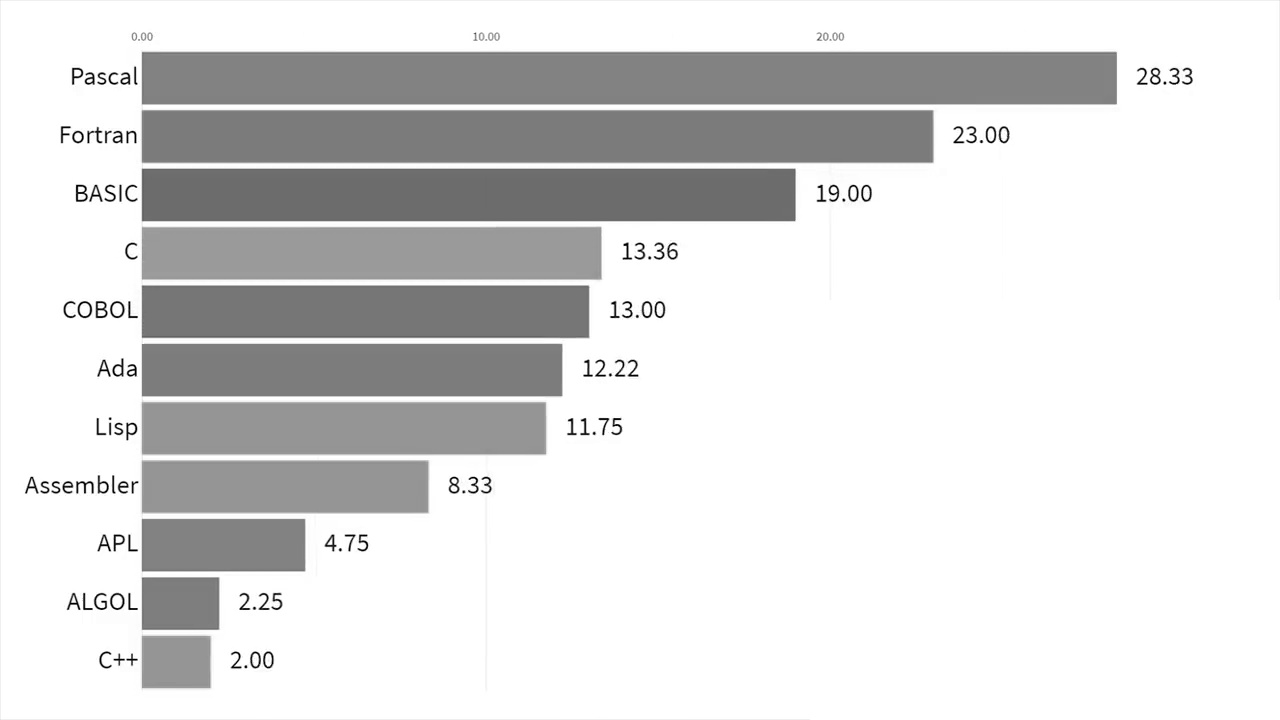 0.00 10.00 20.00
Pascal 28.33
Fortran 23.00
BASIC 19.00
C 13.36
COBOL 13.00
Ada 12.22
Lisp 11.75
Assembler 8.33
APL 4.75
ALGOL 2.25
C++ 2.00